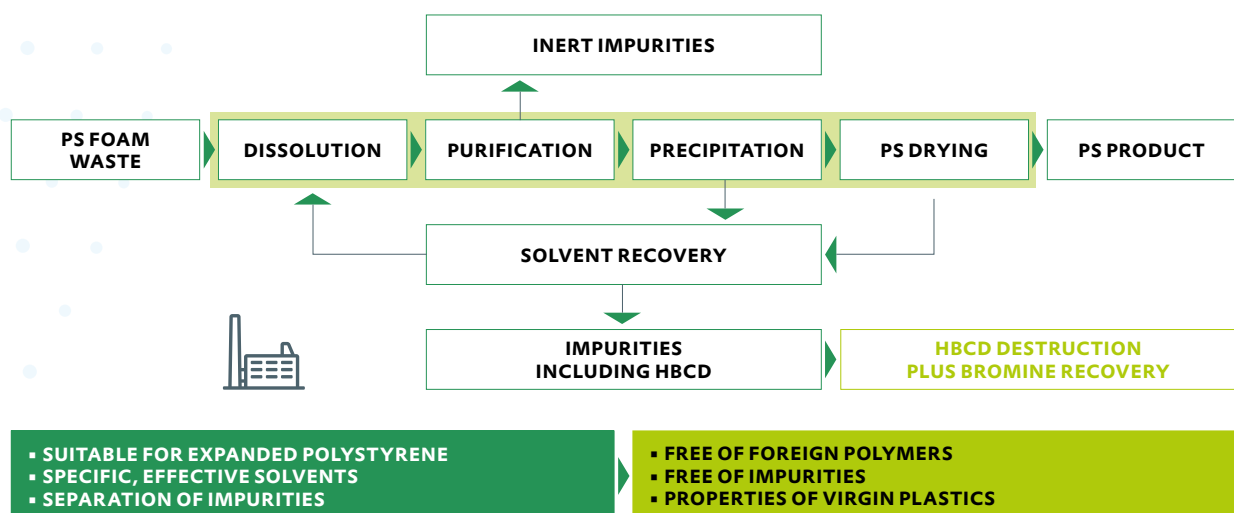 INERT IMPURITIES
PS FOAM
WASTE
DISSOLUTION
PURIFICATION
PRECIPITATION
PS DRYING
PS PRODUCT
SOLVENT RECOVERY
IMPURITIES
INCLUDING HBCD
HBCD DESTRUCTION
PLUS BROMINE RECOVERY
▪ SUITABLE FOR EXPANDED POLYSTYRENE
▪ SPECIFIC, EFFECTIVE SOLVENTS
▪ SEPARATION OF IMPURITIES
▪ FREE OF FOREIGN POLYMERS
▪ FREE OF IMPURITIES
▪ PROPERTIES OF VIRGIN PLASTICS